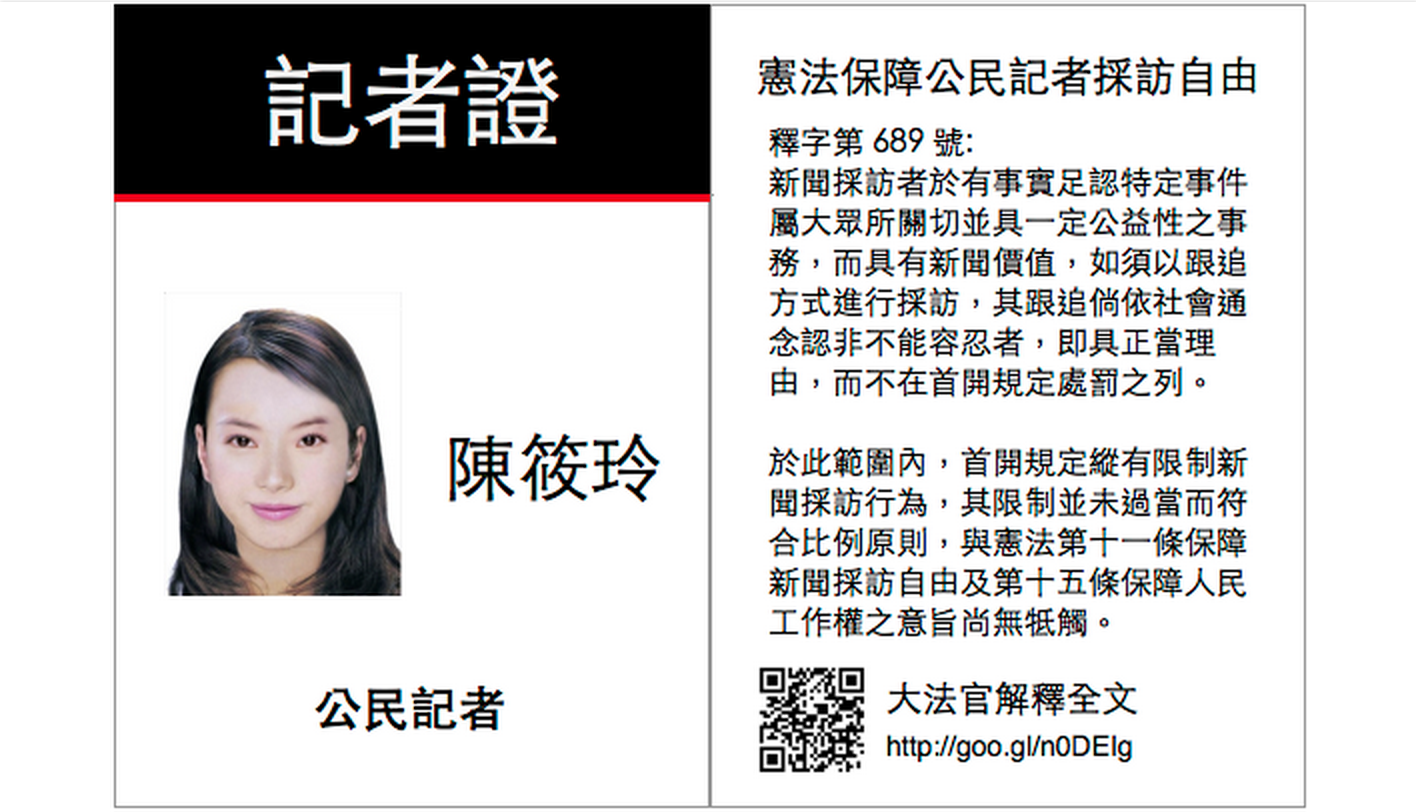 記者證
陳筱玲
公民記者
憲法保障公民記者採訪自由
釋字第 689 號:
新聞採訪者於有事實足認特定事件
屬大眾所關切並具一定公益性之事
務，而具有新聞價值，如須以跟追
方式進行採訪，其跟追倘依社會通
念認非不能容忍者，即具正當理
由，而不在首開規定處罰之列。
於此範圍內，首開規定縱有限制新
聞採訪行為，其限制並未過當而符
合比例原則，與憲法第十一條保障
新聞採訪自由及第十五條保障人民
工作權之意旨尚無牴觸。
大法官解釋全文
http://goo.gl/n0DEIg